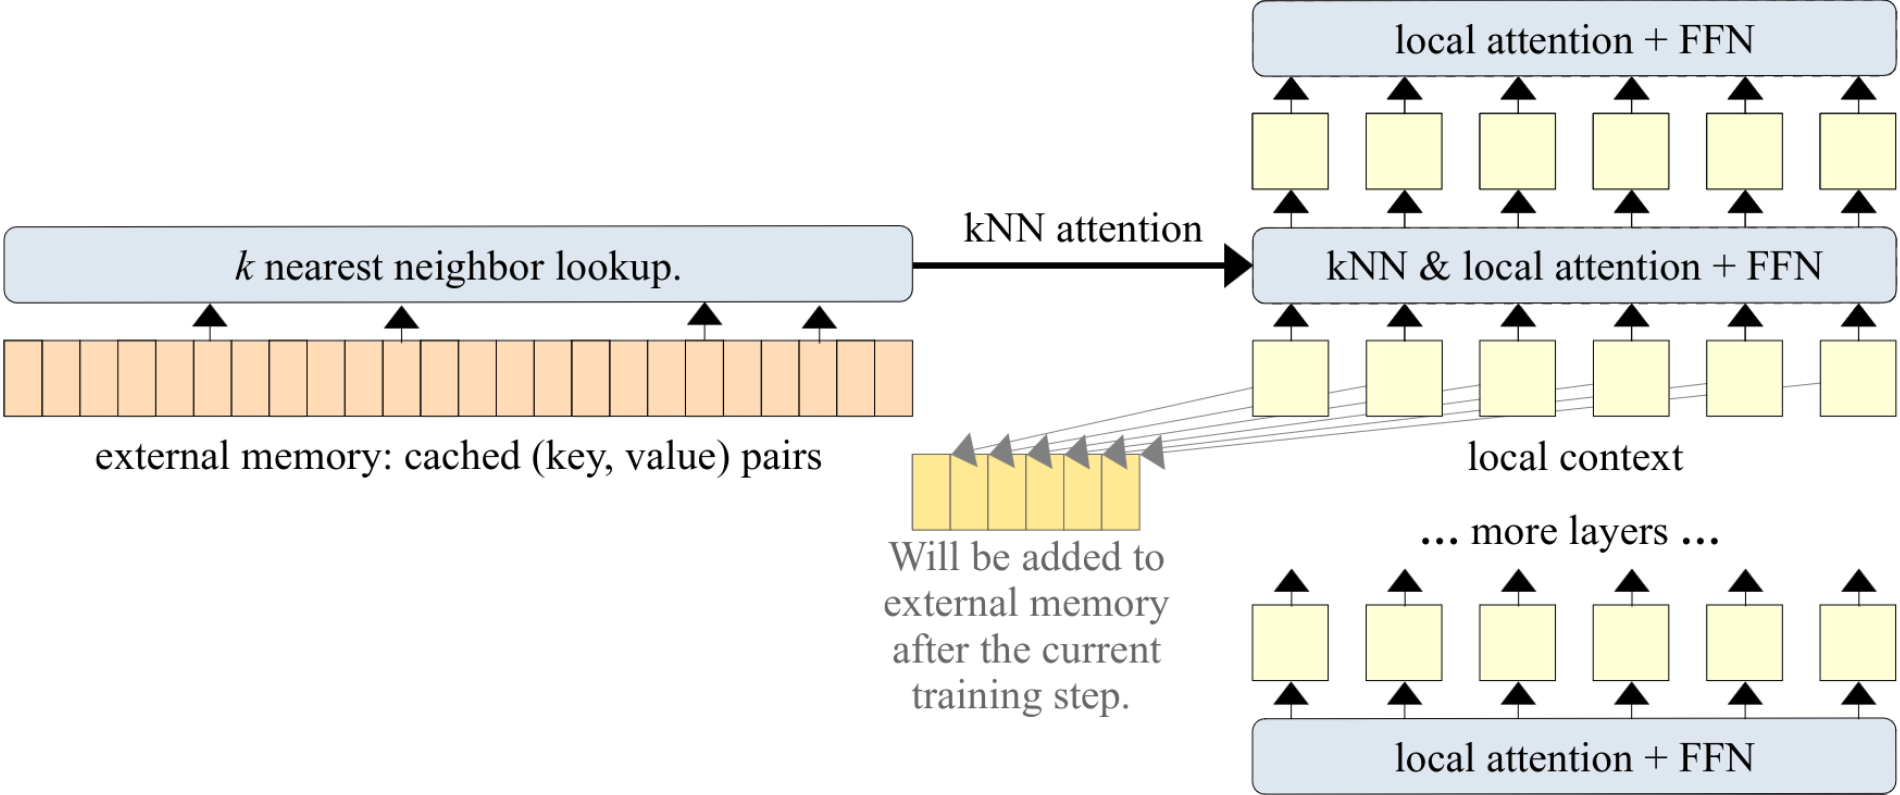 local attention + FFN
kNN attention
k nearest neighbor lookup.
kNN & local attention + FFN
external memory: cached (key, value) pairs
local context
... more layers ...
Will be added to
external memory
after the current
training step.
local attention + FFN